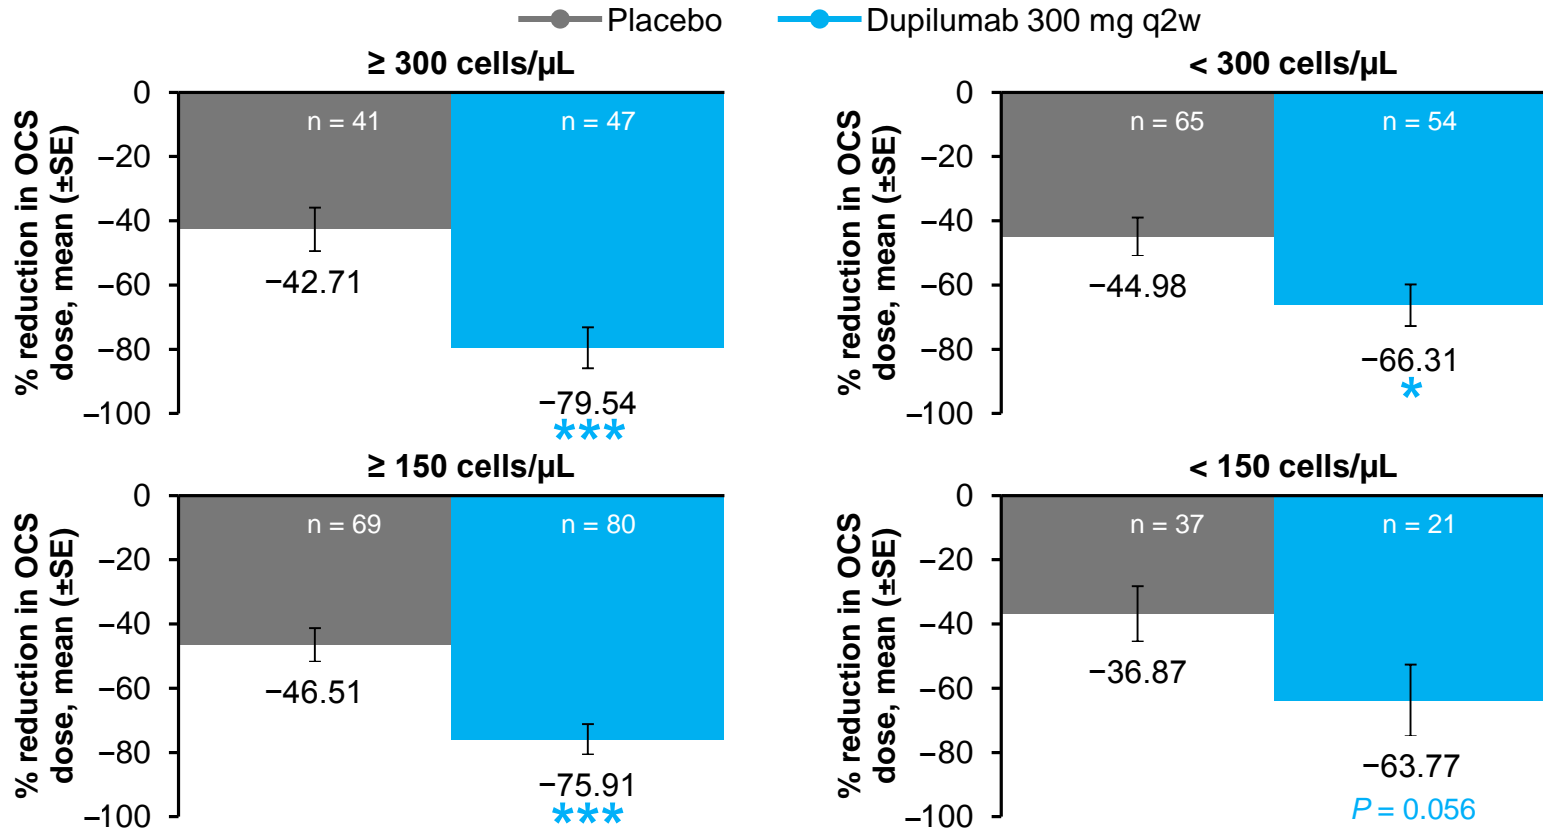 Placebo Dupilumab 300 mg q2w
≥ 300 cells/µL
% reduction in OCS
dose, mean (±SE)
0
–20
–40
–60
–80
–100
n = 41 n = 47
−42.71
−79.54
***
< 300 cells/µL
% reduction in OCS
dose, mean (±SE)
0
–20
–40
–60
–80
–100
n = 65 n = 54
−44.98
−66.31
*
≥ 150 cells/µL
% reduction in OCS
dose, mean (±SE)
0
–20
–40
–60
–80
–100
n = 69 n = 80
−46.51
−75.91
***
< 150 cells/µL
% reduction in OCS
dose, mean (±SE)
0
–20
–40
–60
–80
–100
n = 37 n = 21
−36.87
−63.77
P = 0.056